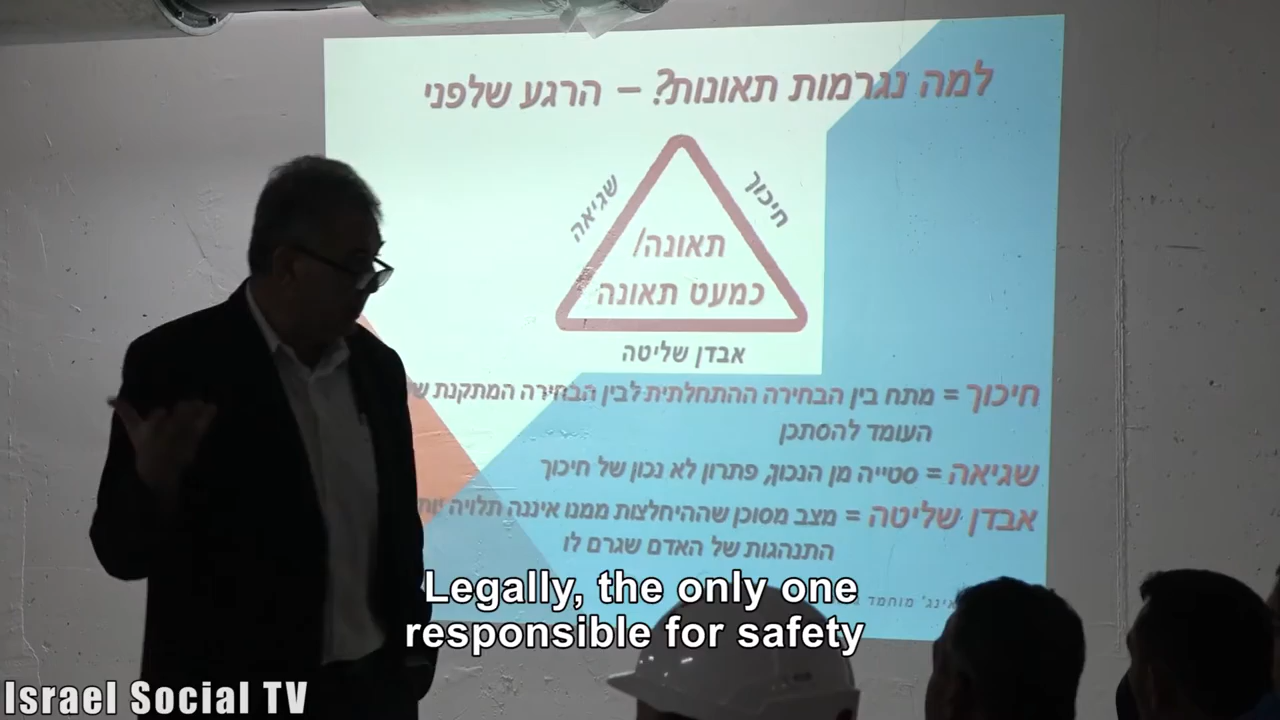 למה נגרמות תאונות? – הרגע שלפני
שגיאה
חיכוך
תאונה/
כמעט תאונה
אבדן שליטה
חיכוך = מתח בין הבחירה ההתחלתית לבין הבחירה המתקנת
העומד להסתכן
שגיאה = סטייה מן הנכון, פתרון לא נכון של חיכוך
אבדן שליטה = מצב מסוכן שההיחלצות ממנו איננה תלויה
התנהגות של האדם שגרם לו
אינג' מוחמד
Legally, the only one
responsible for safety
Israel Social TV